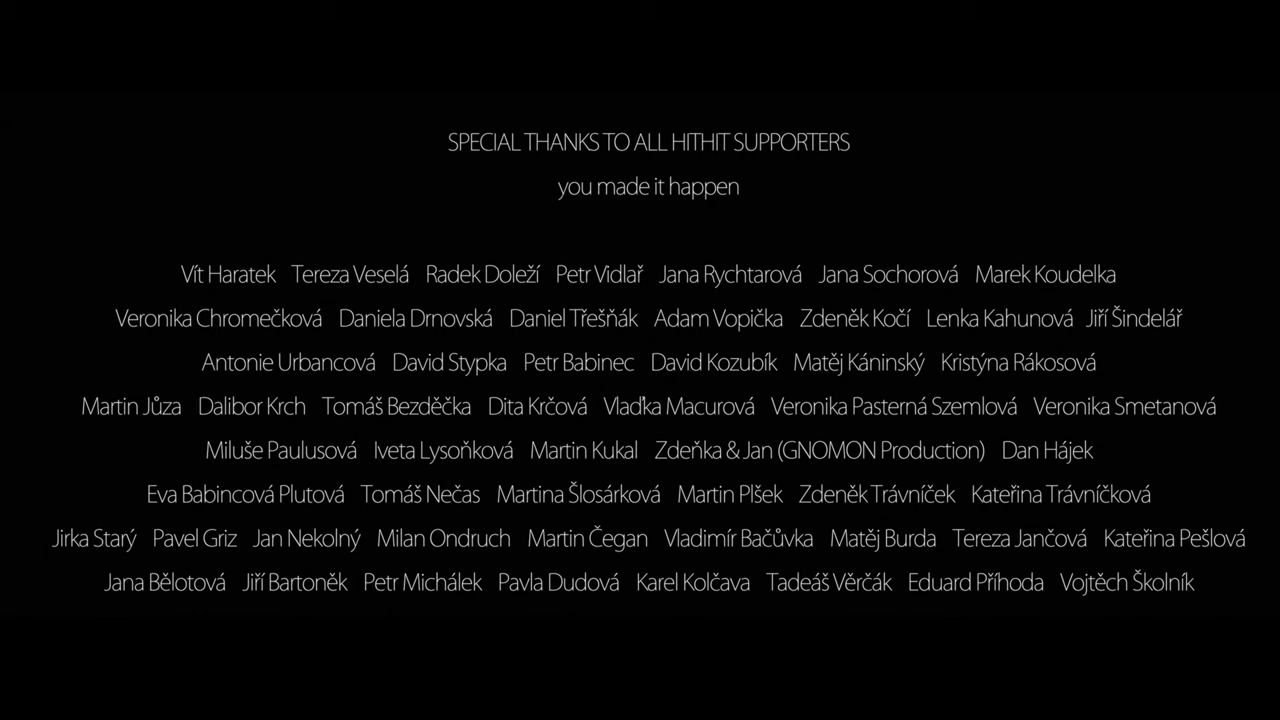 SPECIAL THANKS TO ALL HITHIT SUPPORTERS
you made it happen
Vít Haratek Tereza Veselá Radek Doleží Petr Vidlař Jana Rychtarová Jana Sochorová Marek Koudelka
Veronika Chromečková Daniela Drnovská Daniel Třešňák Adam Vopička Zdeněk Kočí Lenka Kahunová Jiří Šindelář
Antonie Urbancová David Stypka Petr Babinec David Kozubík Matěj Káninský Kristýna Rákosová
Martin Jůza Dalibor Krch Tomáš Bezděčka Dita Krčová Vlaďka Macurová Veronika Pasterná Szemlová Veronika Smetanová
Miluše Paulusová Iveta Lysoňková Martin Kukal Zdeňka & Jan (GNOMON Production) Dan Hájek
Eva Babincová Plutová Tomáš Nečas Martina Šlosárková Martin Plšek Zdeněk Trávníček Kateřina Trávníčková
Jirka Starý Pavel Griz Jan Nekolný Milan Ondruch Martin Čegan Vladimír Bačůvka Matěj Burda Tereza Jančová Kateřina Pešlová
Jana Bělotová Jiří Bartoněk Petr Michálek Pavla Dudová Karel Kolčava Tadeáš Věrčák Eduard Příhoda Vojtěch Školník